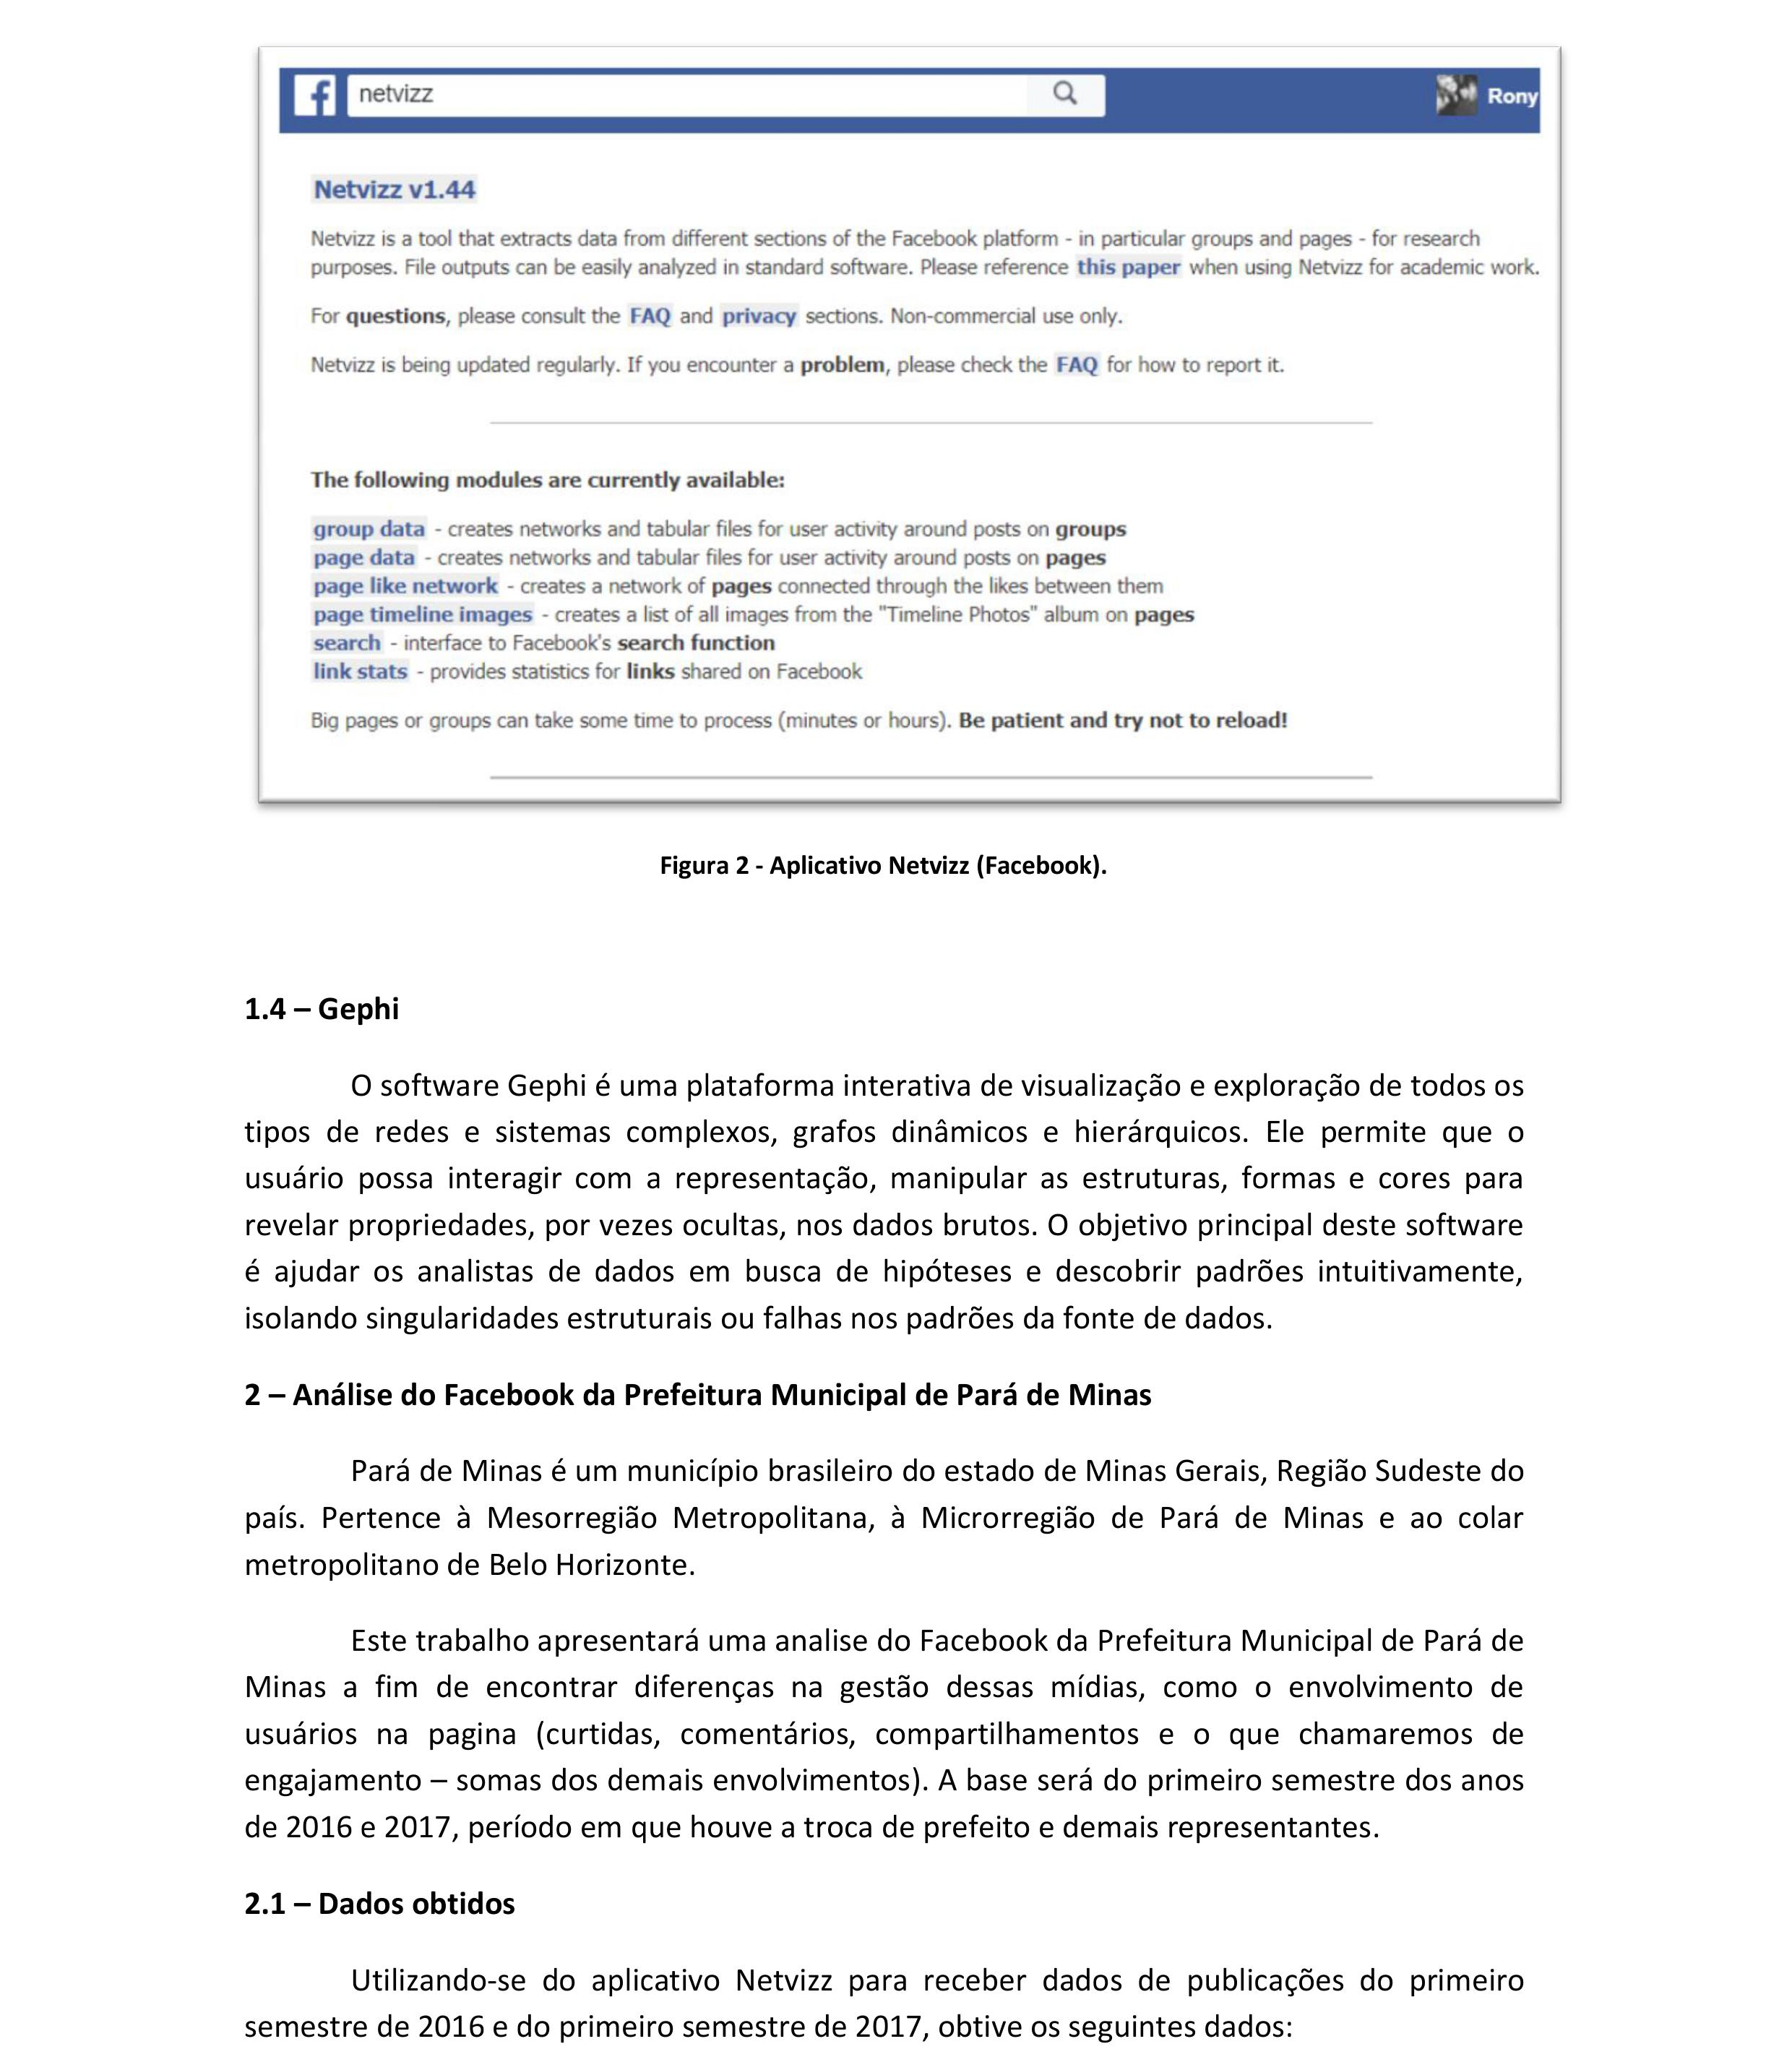 netvizz
Rony
Netvizz v1.44
Netvizz is a tool that extracts data from different sections of the Facebook platform - in particular groups and pages - for research
purposes. File outputs can be easily analyzed in standard software. Please reference this paper when using Netvizz for academic work.
For questions, please consult the FAQ and privacy sections. Non-commercial use only.
Netvizz is being updated regularly. If you encounter a problem, please check the FAQ for how to report it.
The following modules are currently available:
group data - creates networks and tabular files for user activity around posts on groups
page data - creates networks and tabular files for user activity around posts on pages
page like network - creates a network of pages connected through the likes between them
page timeline images - creates a list of all images from the "Timeline Photos" album on pages
search - interface to Facebook's search function
link stats - provides statistics for links shared on Facebook
Big pages or groups can take some time to process (minutes or hours). Be patient and try not to reload!
Figura 2 - Aplicativo Netvizz (Facebook).
1.4 – Gephi
O software Gephi é uma plataforma interativa de visualização e exploração de todos os
tipos de redes e sistemas complexos, grafos dinâmicos e hierárquicos. Ele permite que o
usuário possa interagir com a representação, manipular as estruturas, formas e cores para
revelar propriedades, por vezes ocultas, nos dados brutos. O objetivo principal deste software
é ajudar os analistas de dados em busca de hipóteses e descobrir padrões intuitivamente,
isolando singularidades estruturais ou falhas nos padrões da fonte de dados.
2 – Análise do Facebook da Prefeitura Municipal de Pará de Minas
Pará de Minas é um município brasileiro do estado de Minas Gerais, Região Sudeste do
país. Pertence à Mesorregião Metropolitana, à Microrregião de Pará de Minas e ao colar
metropolitano de Belo Horizonte.
Este trabalho apresentará uma analise do Facebook da Prefeitura Municipal de Pará de
Minas a fim de encontrar diferenças na gestão dessas mídias, como o envolvimento de
usuários na pagina (curtidas, comentários, compartilhamentos e o que chamaremos de
engajamento – somas dos demais envolvimentos). A base será do primeiro semestre dos anos
de 2016 e 2017, período em que houve a troca de prefeito e demais representantes.
2.1 – Dados obtidos
Utilizando-se do aplicativo Netvizz para receber dados de publicações do primeiro
semestre de 2016 e do primeiro semestre de 2017, obtive os seguintes dados: